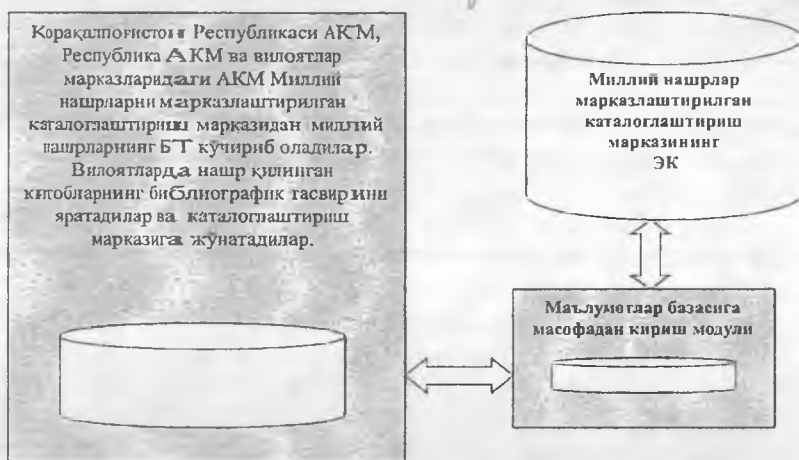 Қорақалпоғистон Республикаси АКМ,
Республика АКМ ва вилоятлар
марказларидаги АКМ Миллий
нашрларни марказлаштирилган
каталоглаштириш марказидан миллий
нашрларнинг БТ кўчириб оладилар.
Вилоятларда нашр қилинган
китобларнинг библиографик тасвирини
яратадилар ва каталоглаштириш
марказига жўнатадилар.
Миллий нашрлар
марказлаштирилган
каталоглаштириш
марказининг
ЭК
Маълумотлар базасига
масофадан кириш модули